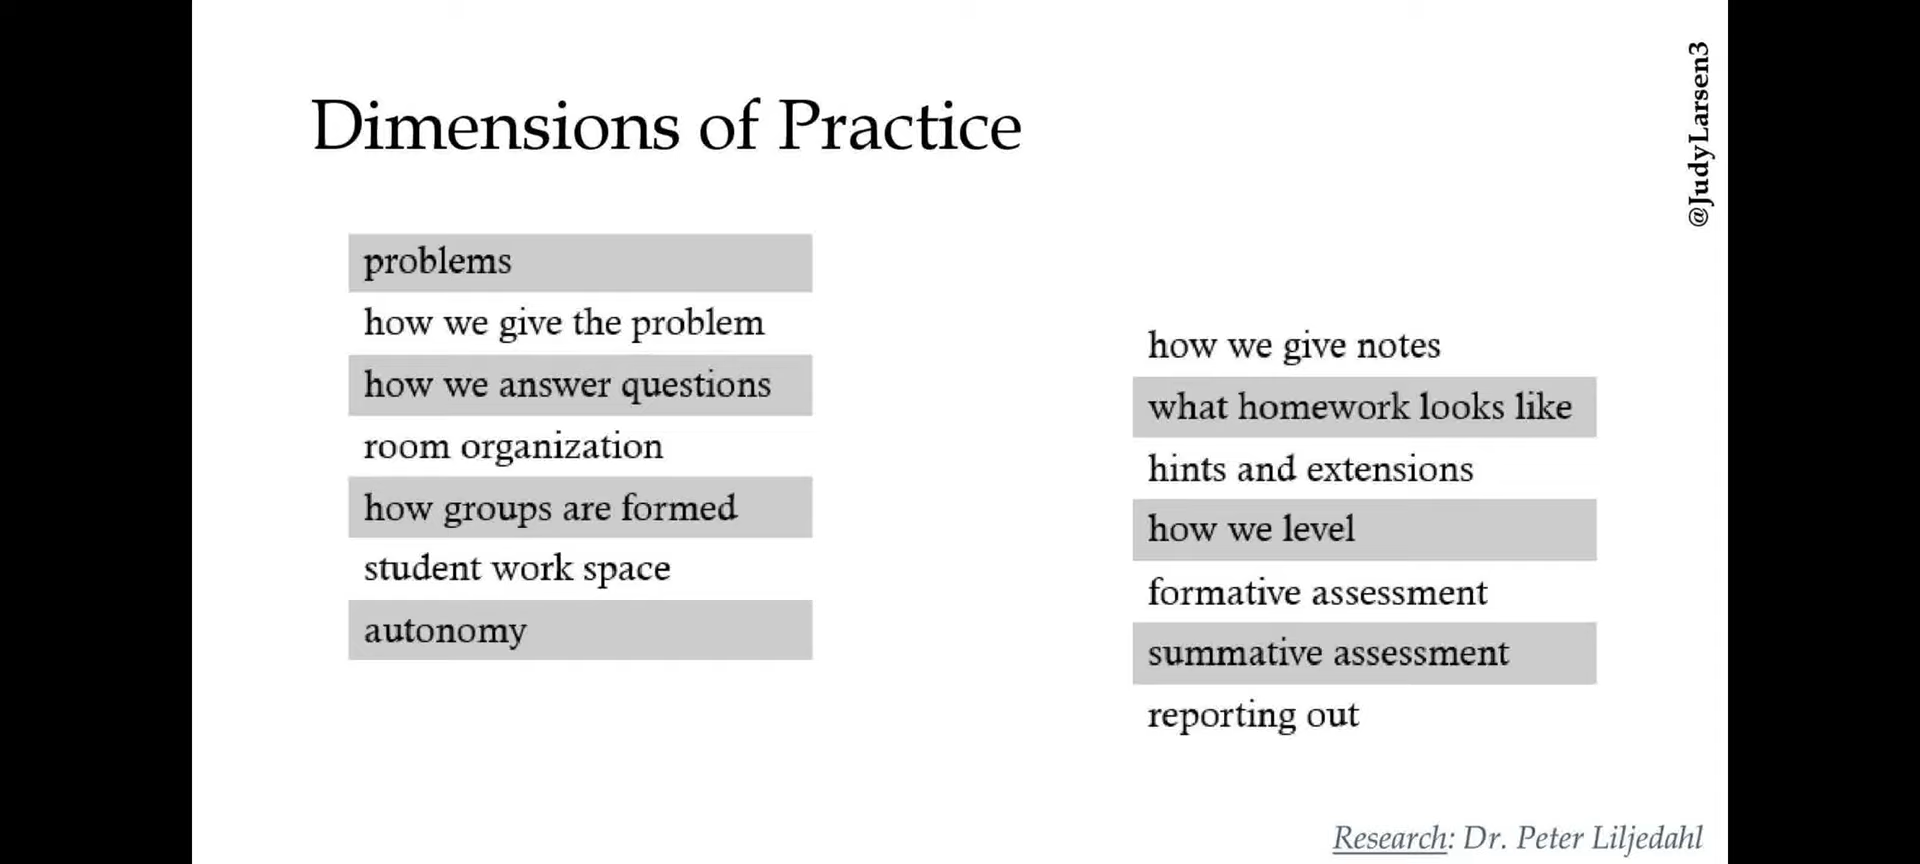 Dimensions of Practice
@JudyLarsen3
problems
how we give the problem
how we answer questions
room organization
how groups are formed
student work space
autonomy
how we give notes
what homework looks like
hints and extensions
how we level
formative assessment
summative assessment
reporting out
Research: Dr. Peter Liljedahl